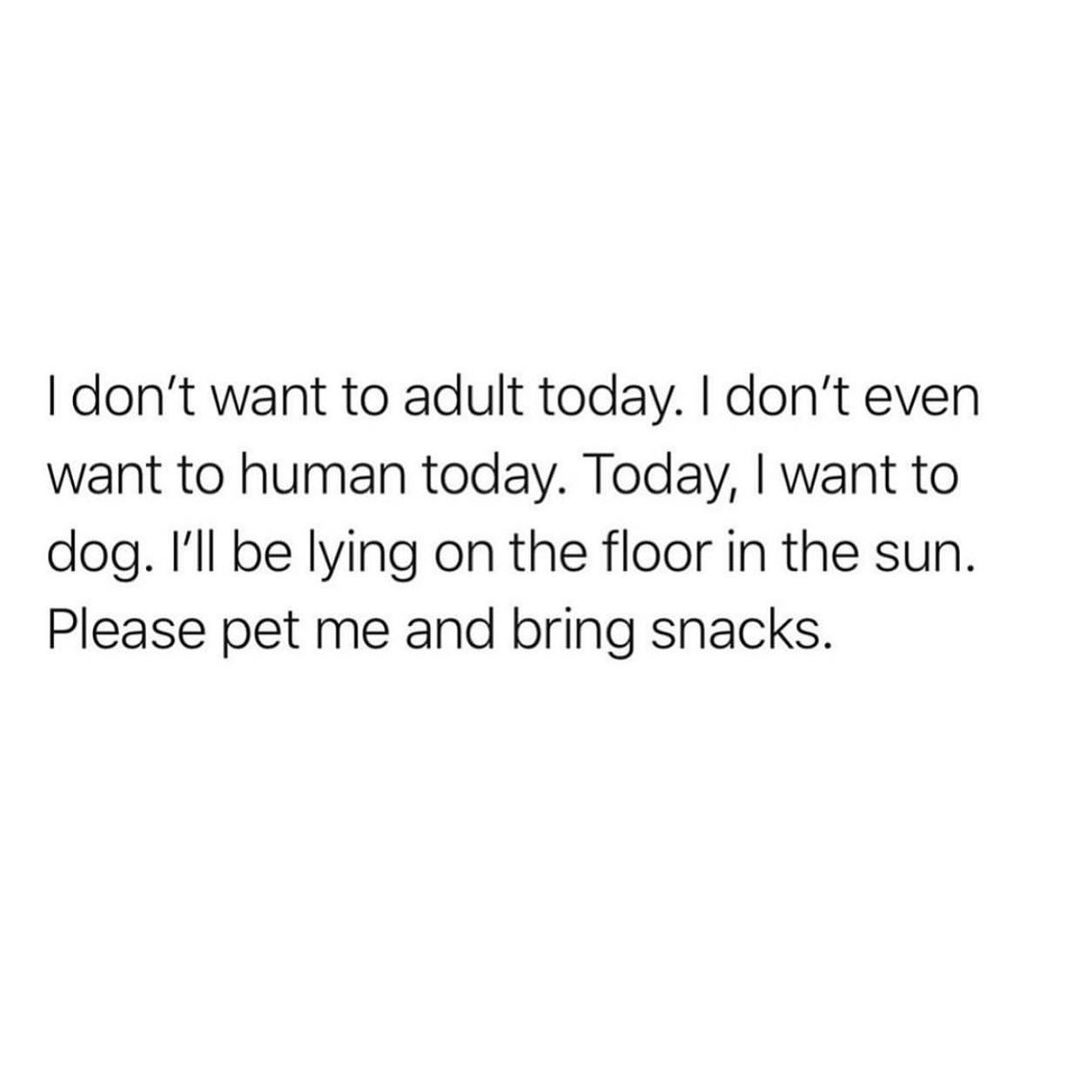 I don’t want to adult today. I don’t even
want to human today. Today, I want to
dog. I’ll be lying on the floor in the sun.
Please pet me and bring snacks.